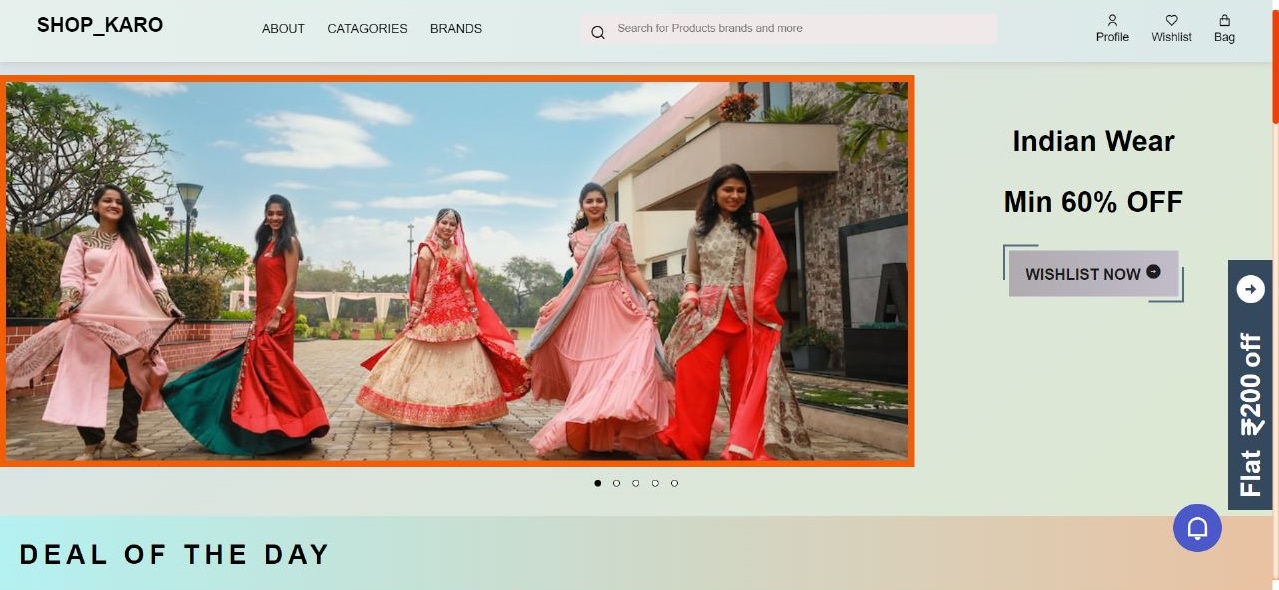 SHOP_KARO
ABOUT CATAGORIES BRANDS
Search for Products brands and more
Profile Wishlist Bag
Indian Wear
Min 60% OFF
WISHLIST NOW
Flat ₹200 off
DEAL OF THE DAY